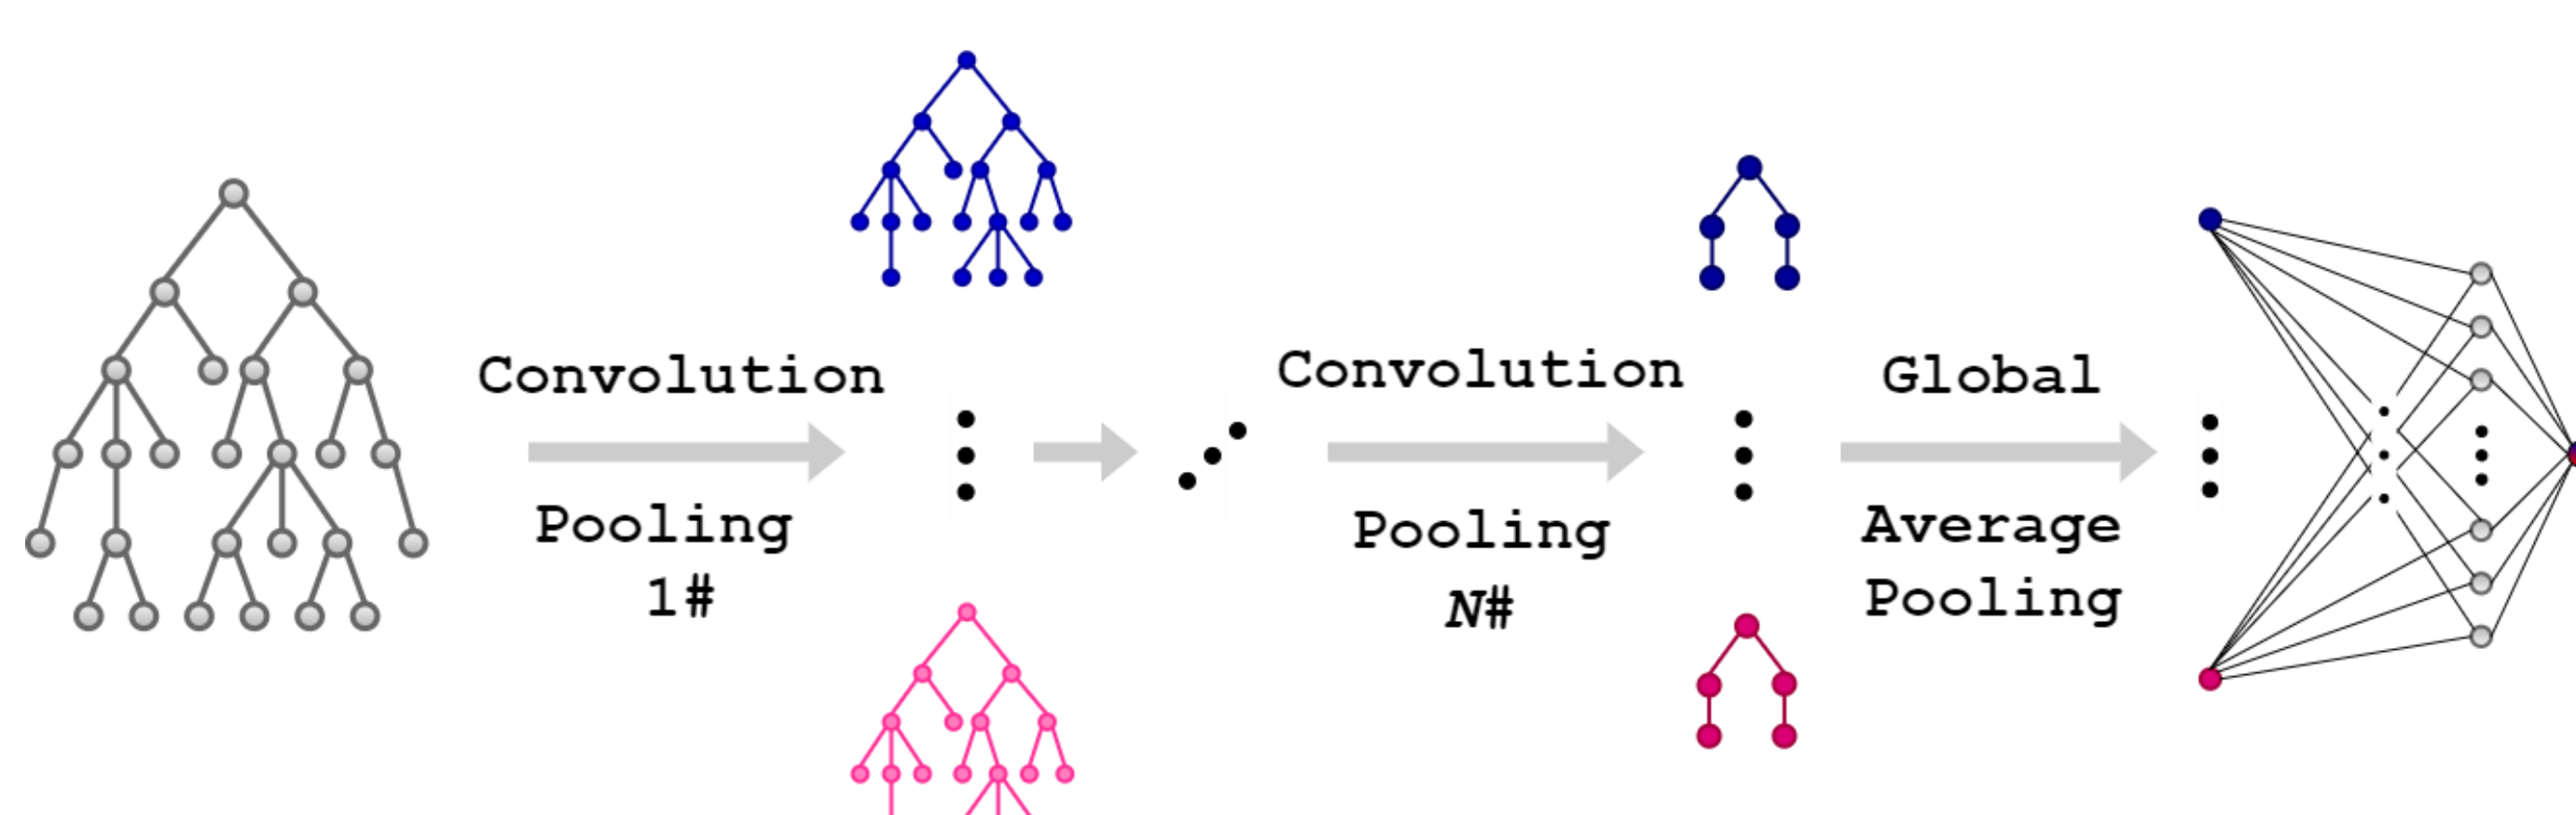 Convolution
Pooling
1#
Convolution
Pooling
N#
Global
Average
Pooling